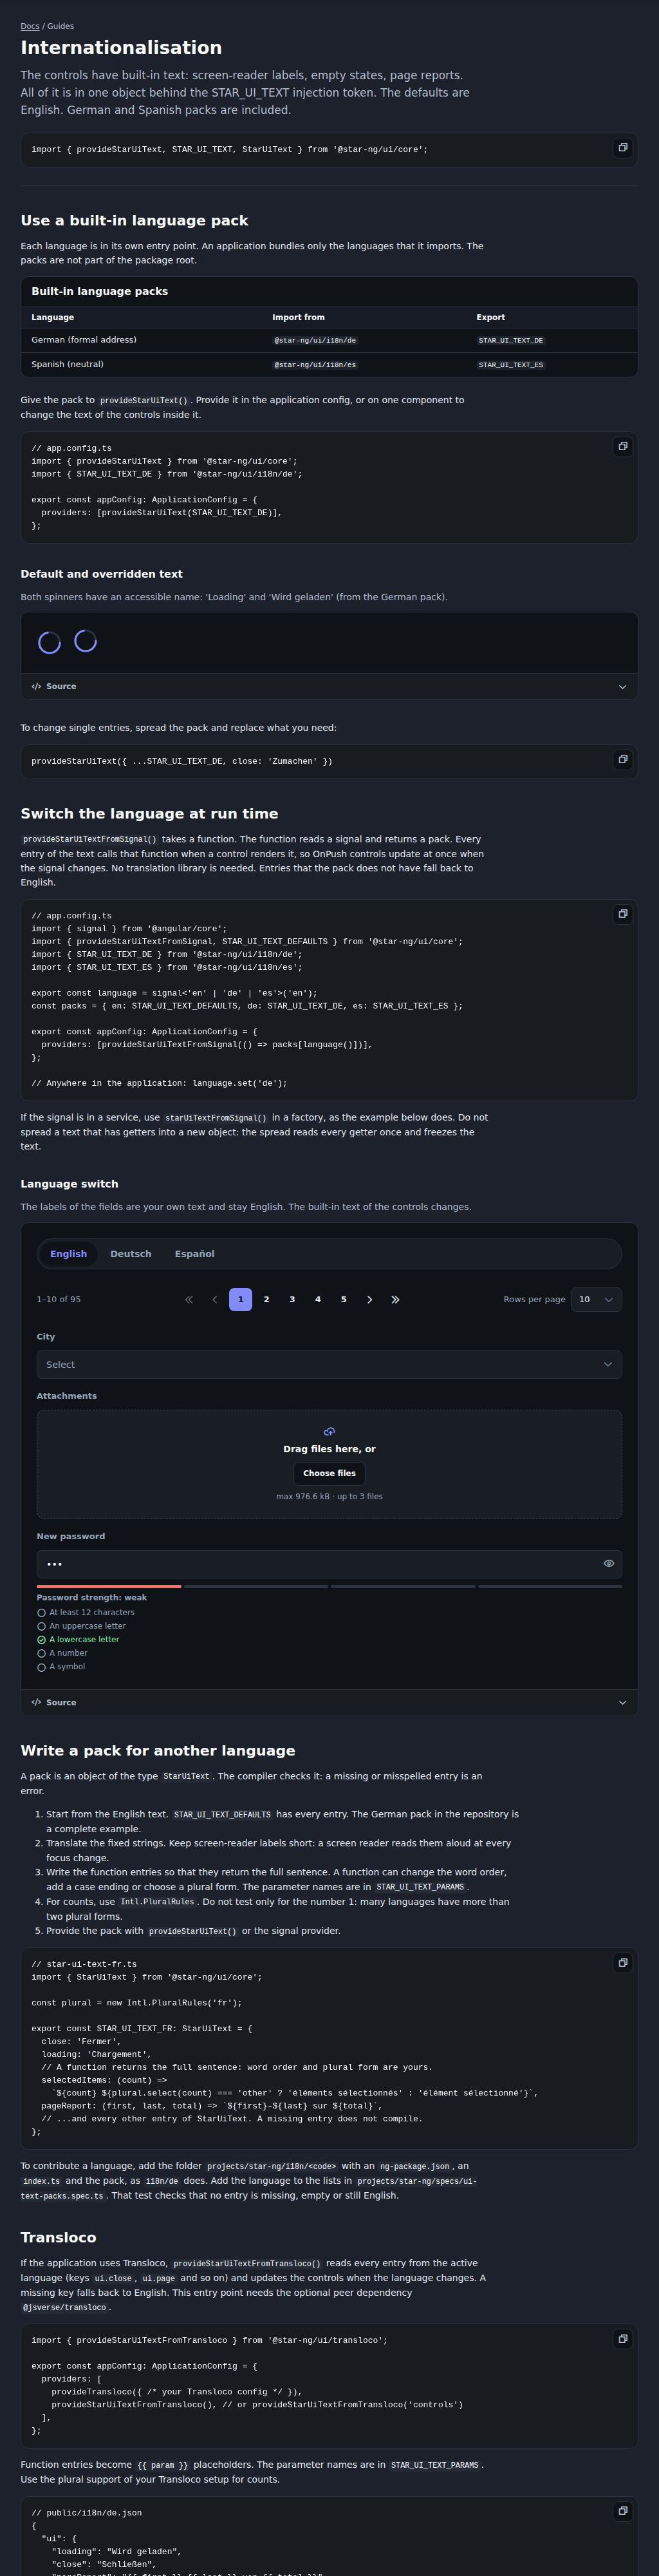 Docs / Guides
Internationalisation
The controls have built-in text: screen-reader labels, empty states, page reports.
All of it is in one object behind the STAR_UI_TEXT injection token. The defaults are
English. German and Spanish packs are included.
import { provideStarUiText, STAR_UI_TEXT, StarUiText } from '@star-ng/ui/core';
Use a built-in language pack
Each language is in its own entry point. An application bundles only the languages that it imports. The
packs are not part of the package root.
Built-in language packs
Language Import from Export
German (formal address) @star-ng/ui/i18n/de STAR_UI_TEXT_DE
Spanish (neutral) @star-ng/ui/i18n/es STAR_UI_TEXT_ES
Give the pack to provideStarUiText(). Provide it in the application config, or on one component to
change the text of the controls inside it.
// app.config.ts
import { provideStarUiText } from '@star-ng/ui/core';
import { STAR_UI_TEXT_DE } from '@star-ng/ui/i18n/de';
export const appConfig: ApplicationConfig = {
  providers: [provideStarUiText(STAR_UI_TEXT_DE)],
};
Default and overridden text
Both spinners have an accessible name: 'Loading' and 'Wird geladen' (from the German pack).
Source
To change single entries, spread the pack and replace what you need:
provideStarUiText({ ...STAR_UI_TEXT_DE, close: 'Zumachen' })
Switch the language at run time
provideStarUiTextFromSignal() takes a function. The function reads a signal and returns a pack. Every
entry of the text calls that function when a control renders it, so OnPush controls update at once when
the signal changes. No translation library is needed. Entries that the pack does not have fall back to
English.
// app.config.ts
import { signal } from '@angular/core';
import { provideStarUiTextFromSignal, STAR_UI_TEXT_DEFAULTS } from '@star-ng/ui/core';
import { STAR_UI_TEXT_DE } from '@star-ng/ui/i18n/de';
import { STAR_UI_TEXT_ES } from '@star-ng/ui/i18n/es';
export const language = signal<'en' | 'de' | 'es'>('en');
const packs = { en: STAR_UI_TEXT_DEFAULTS, de: STAR_UI_TEXT_DE, es: STAR_UI_TEXT_ES };
export const appConfig: ApplicationConfig = {
  providers: [provideStarUiTextFromSignal(() => packs[language()])],
};
// Anywhere in the application: language.set('de');
If the signal is in a service, use starUiTextFromSignal() in a factory, as the example below does. Do not
spread a text that has getters into a new object: the spread reads every getter once and freezes the
text.
Language switch
The labels of the fields are your own text and stay English. The built-in text of the controls changes.
English Deutsch Español
1–10 of 95 1 2 3 4 5 Rows per page 10
City
Select
Attachments
Drag files here, or
Choose files
max 976.6 kB · up to 3 files
New password
•••
Password strength: weak
At least 12 characters
An uppercase letter
A lowercase letter
A number
A symbol
Source
Write a pack for another language
A pack is an object of the type StarUiText. The compiler checks it: a missing or misspelled entry is an
error.
1. Start from the English text. STAR_UI_TEXT_DEFAULTS has every entry. The German pack in the repository is
a complete example.
2. Translate the fixed strings. Keep screen-reader labels short: a screen reader reads them aloud at every
focus change.
3. Write the function entries so that they return the full sentence. A function can change the word order,
add a case ending or choose a plural form. The parameter names are in STAR_UI_TEXT_PARAMS.
4. For counts, use Intl.PluralRules. Do not test only for the number 1: many languages have more than
two plural forms.
5. Provide the pack with provideStarUiText() or the signal provider.
// star-ui-text-fr.ts
import { StarUiText } from '@star-ng/ui/core';
const plural = new Intl.PluralRules('fr');
export const STAR_UI_TEXT_FR: StarUiText = {
  close: 'Fermer',
  loading: 'Chargement',
  // A function returns the full sentence: word order and plural form are yours.
  selectedItems: (count) =>
    `${count} ${plural.select(count) === 'other' ? 'éléments sélectionnés' : 'élément sélectionné'}`,
  pageReport: (first, last, total) => `${first}–${last} sur ${total}`,
  // ...and every other entry of StarUiText. A missing entry does not compile.
};
To contribute a language, add the folder projects/star-ng/i18n/<code> with an ng-package.json, an
index.ts and the pack, as i18n/de does. Add the language to the lists in projects/star-ng/specs/ui-
text-packs.spec.ts. That test checks that no entry is missing, empty or still English.
Transloco
If the application uses Transloco, provideStarUiTextFromTransloco() reads every entry from the active
language (keys ui.close, ui.page and so on) and updates the controls when the language changes. A
missing key falls back to English. This entry point needs the optional peer dependency
@jsverse/transloco.
import { provideStarUiTextFromTransloco } from '@star-ng/ui/transloco';
export const appConfig: ApplicationConfig = {
  providers: [
    provideTransloco({ /* your Transloco config */ }),
    provideStarUiTextFromTransloco(), // or provideStarUiTextFromTransloco('controls')
  ],
};
Function entries become {{ param }} placeholders. The parameter names are in STAR_UI_TEXT_PARAMS.
Use the plural support of your Transloco setup for counts.
// public/i18n/de.json
{
  "ui": {
    "loading": "Wird geladen",
    "close": "Schließen",